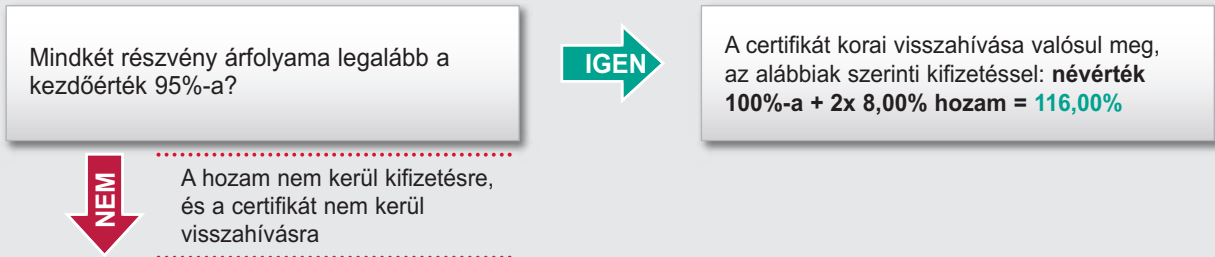 Mindkét részvény árfolyama legalább a
kezdőérték 95%-a?
IGEN
A certifikát korai visszahívása valósul meg,
az alábbiak szerinti kifizetéssel: névérték
100%-a + 2x 8,00% hozam = 116,00%
NEM
A hozam nem kerül kifizetésre,
és a certifikát nem kerül
visszahívásra